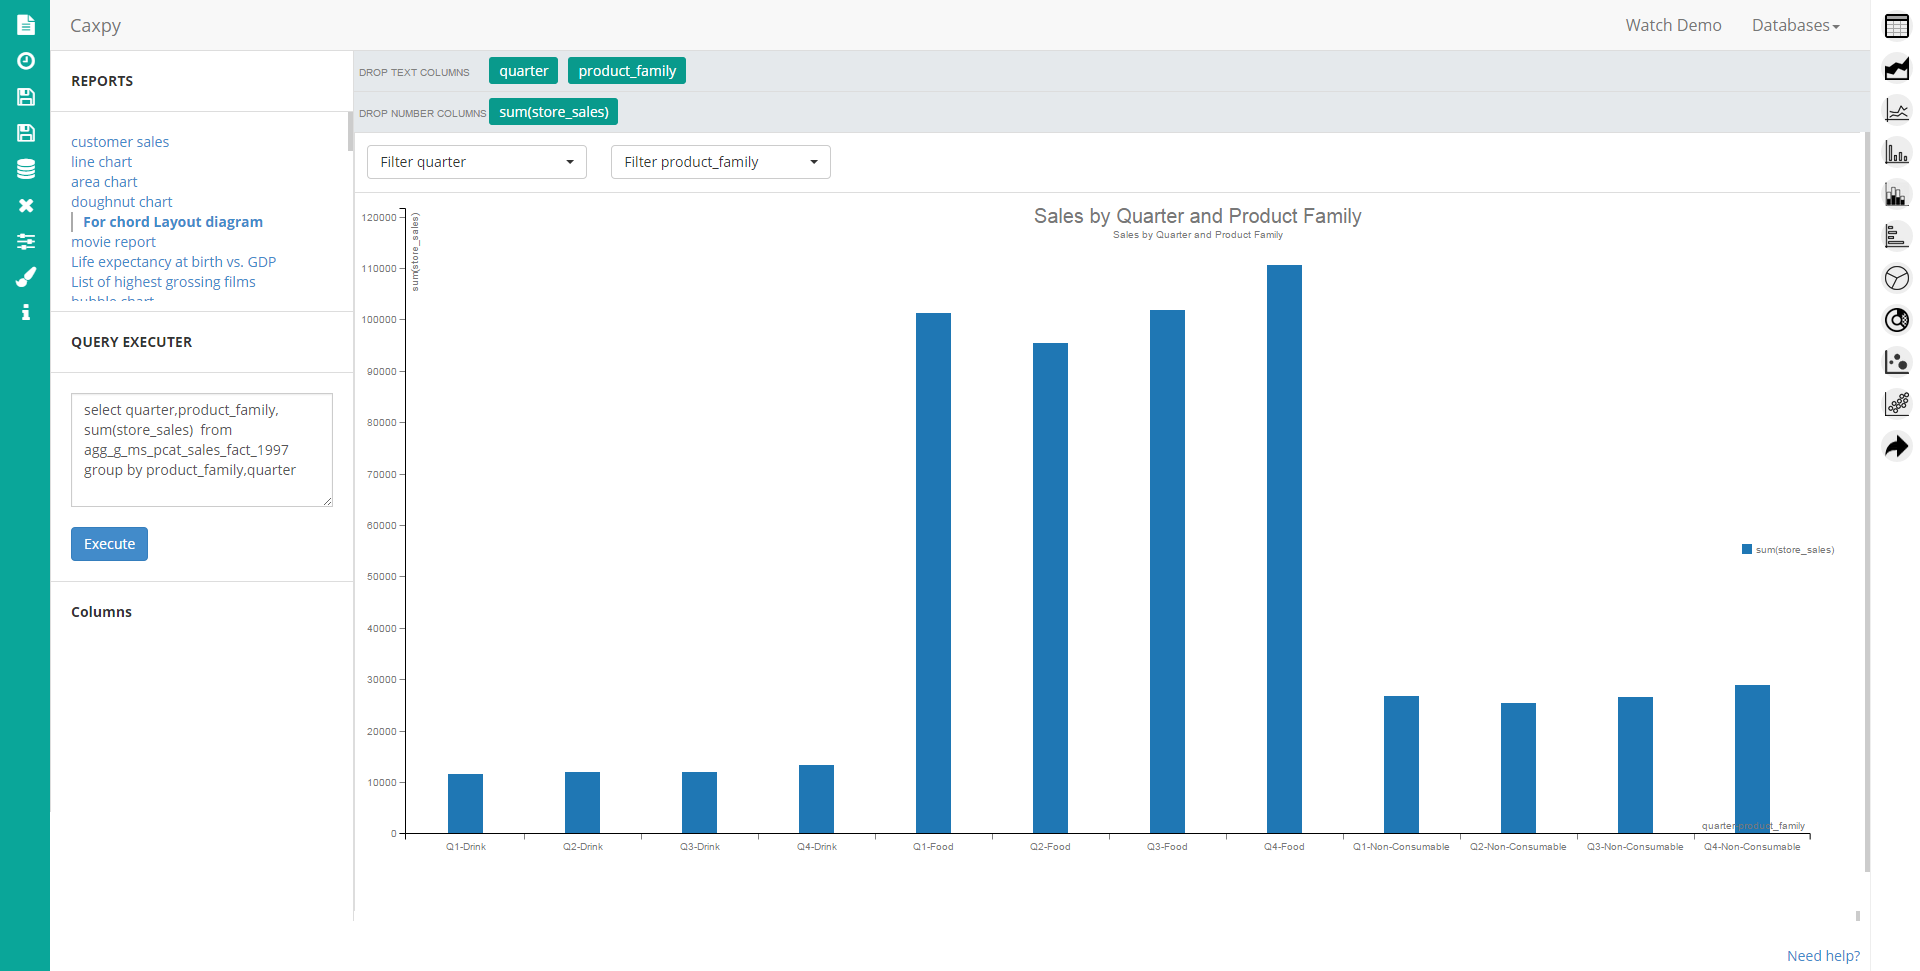 Caxpy
Watch Demo
Databases
REPORTS
customer sales
line chart
area chart
doughnut chart
For chord Layout diagram
movie report
Life expectancy at birth vs. GDP
List of highest grossing films
bubble chart
QUERY EXECUTER
select quarter,product_family,
sum(store_sales)  from
agg_g_ms_pcat_sales_fact_1997
group by product_family,quarter
Execute
Columns
DROP TEXT COLUMNS quarter product_family
DROP NUMBER COLUMNS sum(store_sales)
Filter quarter
Filter product_family
Sales by Quarter and Product Family
Sales by Quarter and Product Family
sum(store_sales)
120000
110000
100000
90000
80000
70000
60000
50000
40000
30000
20000
10000
0
sum(store_sales)
quarter-product_family
Q1-Drink
Q2-Drink
Q3-Drink
Q4-Drink
Q1-Food
Q2-Food
Q3-Food
Q4-Food
Q1-Non-Consumable
Q2-Non-Consumable
Q3-Non-Consumable
Q4-Non-Consumable
Need help?